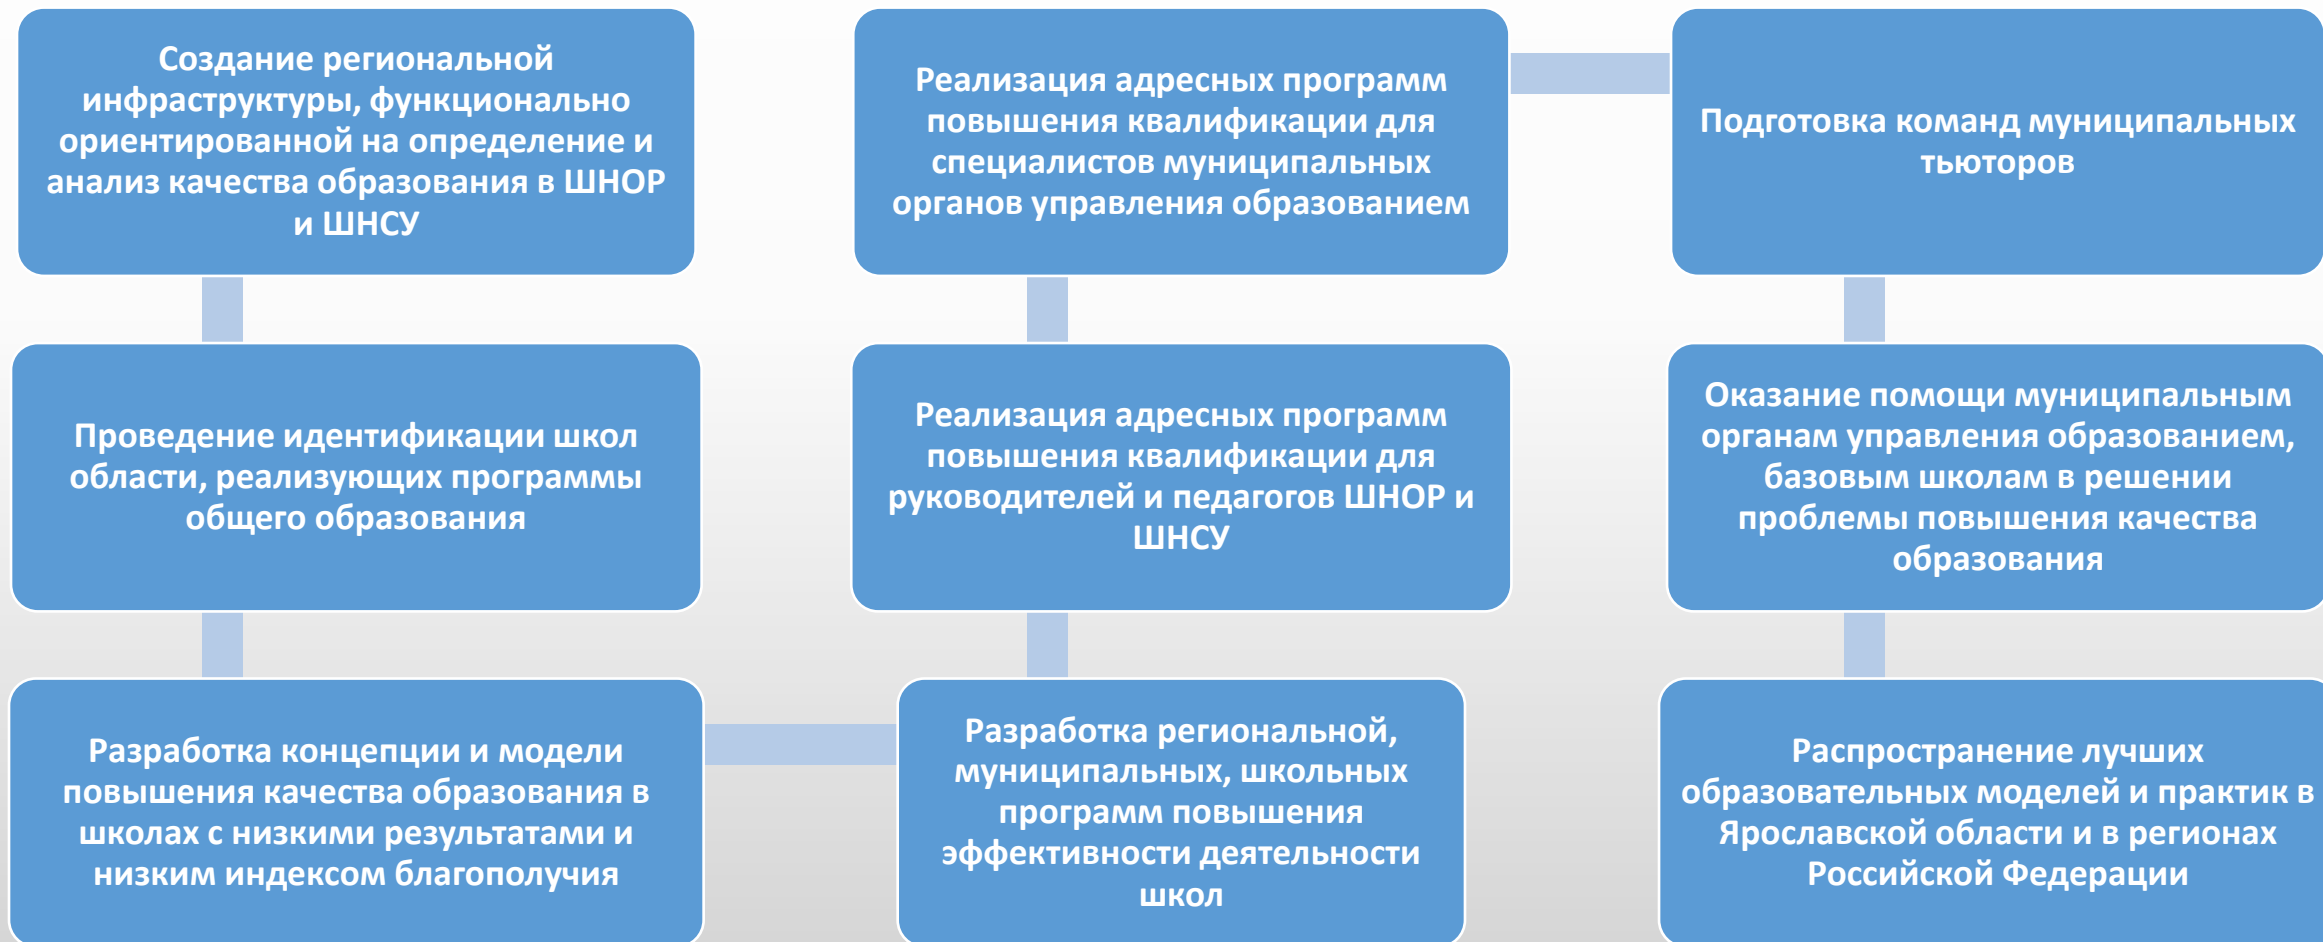 Создание региональной
инфраструктуры, функционально
ориентированной на определение и
анализ качества образования в ШНОР
и ШНСУ
Проведение идентификации школ
области, реализующих программы
общего образования
Разработка концепции и модели
повышения качества образования в
школах с низкими результатами и
низким индексом благополучия
Разработка региональной,
муниципальных, школьных
программ повышения
эффективности деятельности
школ
Реализация адресных программ
повышения квалификации для
руководителей и педагогов ШНОР и
ШНСУ
Реализация адресных программ
повышения квалификации для
специалистов муниципальных
органов управления образованием
Подготовка команд муниципальных
тьюторов
Оказание помощи муниципальным
органам управления образованием,
базовым школам в решении
проблемы повышения качества
образования
Распространение лучших
образовательных моделей и практик в
Ярославской области и в регионах
Российской Федерации